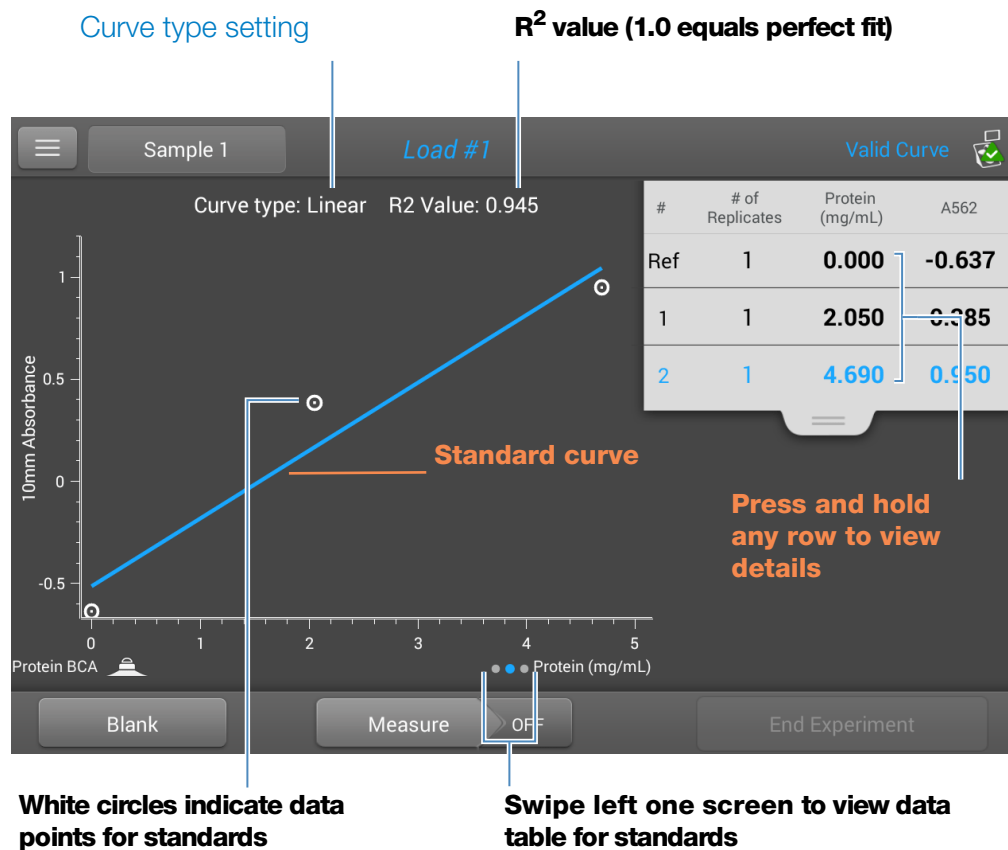 Curve type setting
R2 value (1.0 equals perfect fit)
Sample 1
Load #1
Valid Curve
Curve type: Linear R2 Value: 0.945
# # of Replicates Protein (mg/mL) A562
Ref 1 0.000 -0.637
1 1 2.050 0.385
2 1 4.690 0.950
1
0.5
0
-0.5
10mm Absorbance
Standard curve
Press and hold
any row to view
details
0 1 2 3 4 5
Protein BCA
Protein (mg/mL)
Blank
Measure
OFF
End Experiment
White circles indicate data
points for standards
Swipe left one screen to view data
table for standards